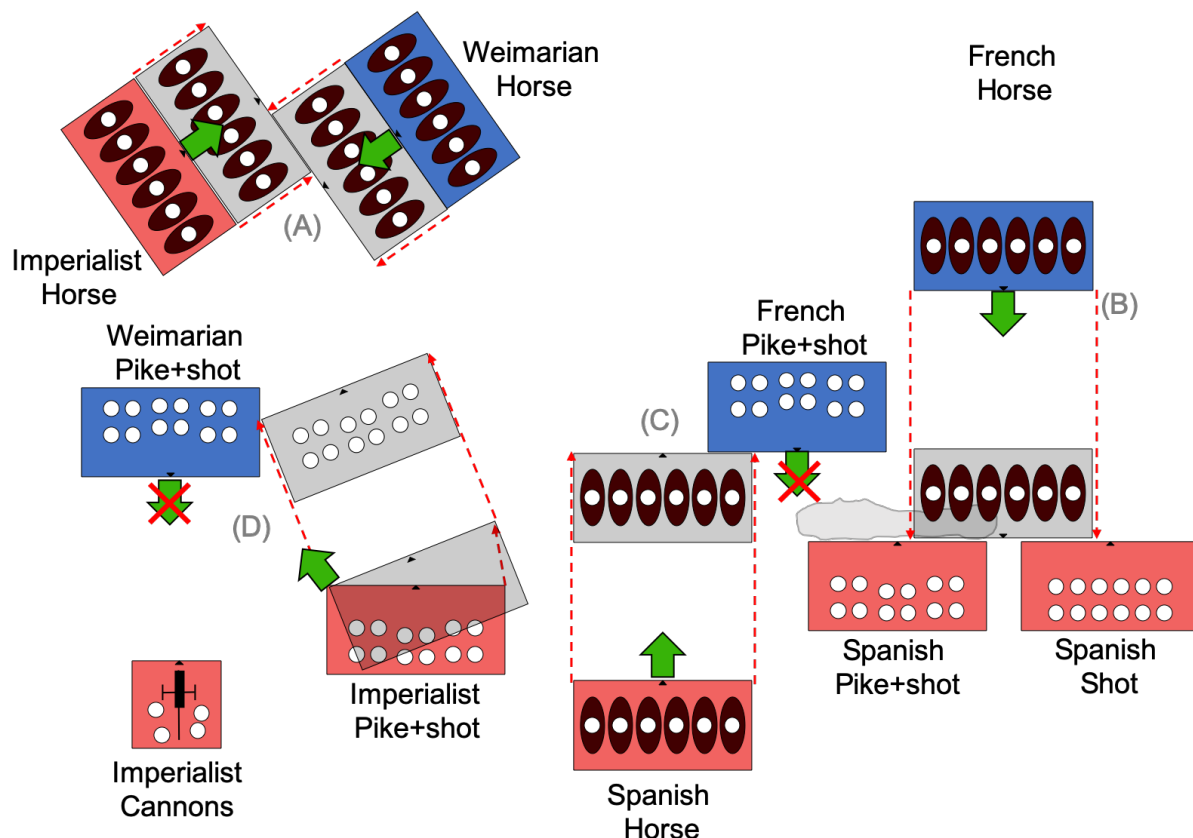 Weimarian
Horse
French
Horse
(A)
Imperialist
Horse
(B)
Weimarian
Pike+shot
French
Pike+shot
(C)
(D)
Imperialist
Pike+shot
Spanish
Pike+shot
Spanish
Shot
Imperialist
Cannons
Spanish
Horse